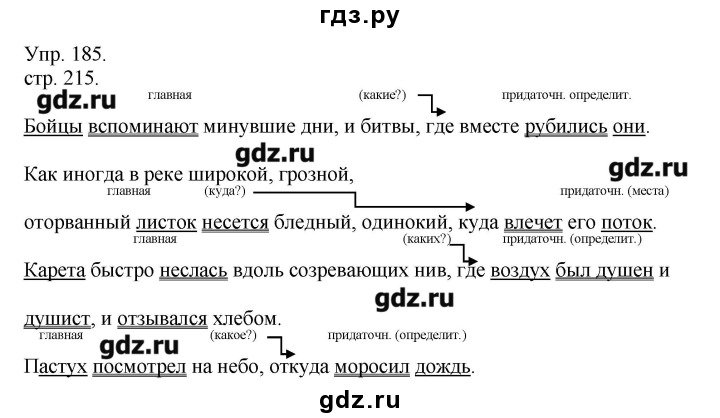 гдз.ру
Упр. 185.
стр. 215.
gdz.ru
главная (какие?) придаточн. определит.
Бойцы вспоминают минувшие дни, и битвы, где вместе рубились они.
gdz.ru
gdz.ru
Как иногда в реке широкой, грозной,
главная (куда?) придаточн. (места)
оторванный листок несется бледный, одинокий, куда влечет его поток.
главная (каких?) придаточн. (определит.)
gdz.ru
Карета быстро неслась вдоль созревающих нив, где воздух был душен и
gdz.ru
душист, и отзывался хлебом.
главная (какое?) придаточн. (определит.)
gdz.ru
Пастух посмотрел на небо, откуда моросил дождь.
gdz.ru